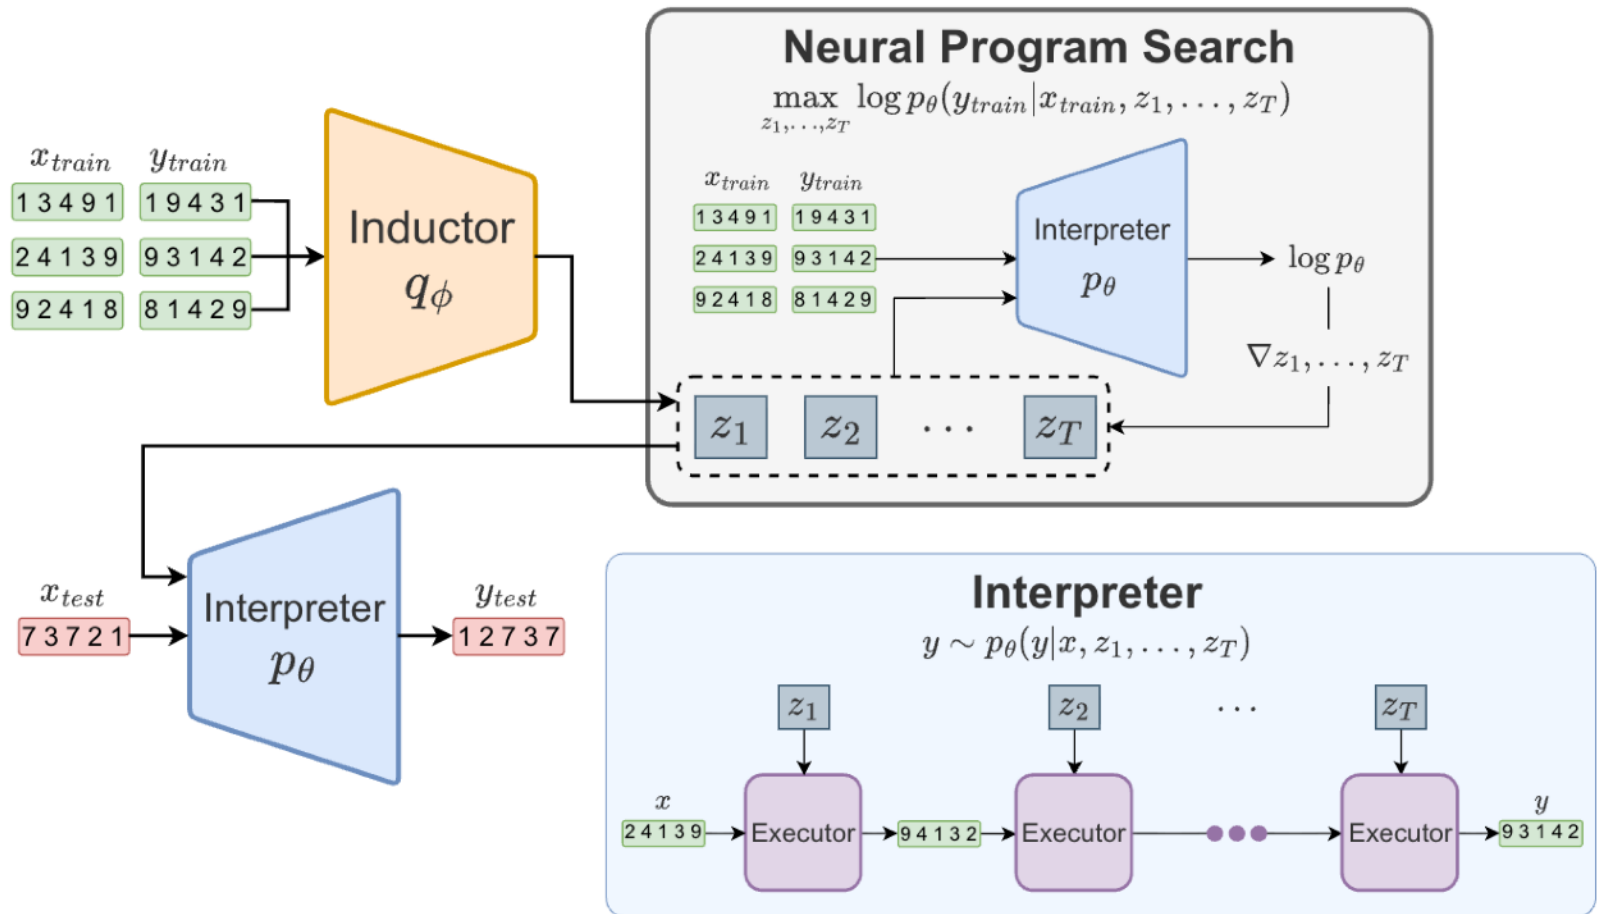 x_train y_train
1 3 4 9 1 1 9 4 3 1
2 4 1 3 9 9 3 1 4 2
9 2 4 1 8 8 1 4 2 9
Inductor
q_ϕ
Neural Program Search
max log p_θ(y_train|x_train, z_1, . . . , z_T)
z_1,...,z_T
x_train y_train
1 3 4 9 1 1 9 4 3 1
2 4 1 3 9 9 3 1 4 2
9 2 4 1 8 8 1 4 2 9
Interpreter
p_θ
log p_θ
∇z_1, . . . , z_T
z_1 z_2 · · · z_T
x_test
7 3 7 2 1
Interpreter
p_θ
y_test
1 2 7 3 7
Interpreter
y ∼ p_θ(y|x, z_1, . . . , z_T)
z_1 z_2 · · · z_T
x
2 4 1 3 9
Executor
9 4 1 3 2
Executor
Executor
y
9 3 1 4 2